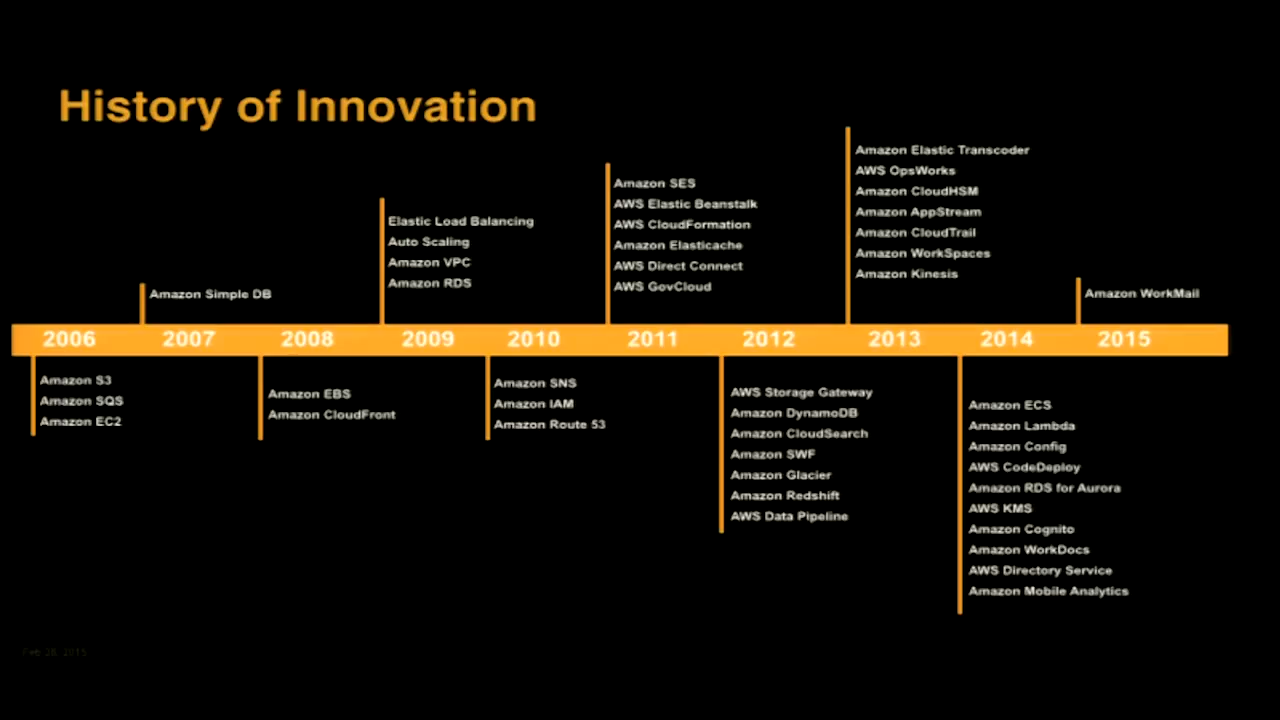 History of Innovation
Amazon Elastic Transcoder
AWS OpsWorks
Amazon CloudHSM
Amazon AppStream
Amazon CloudTrail
Amazon WorkSpaces
Amazon Kinesis
Amazon SES
AWS Elastic Beanstalk
AWS CloudFormation
Amazon Elasticache
AWS Direct Connect
AWS GovCloud
Elastic Load Balancing
Auto Scaling
Amazon VPC
Amazon RDS
Amazon Simple DB
Amazon WorkMail
2006 2007 2008 2009 2010 2011 2012 2013 2014 2015
Amazon S3
Amazon SQS
Amazon EC2
Amazon EBS
Amazon CloudFront
Amazon SNS
Amazon IAM
Amazon Route 53
AWS Storage Gateway
Amazon DynamoDB
Amazon CloudSearch
Amazon SWF
Amazon Glacier
Amazon Redshift
AWS Data Pipeline
Amazon ECS
Amazon Lambda
Amazon Config
AWS CodeDeploy
Amazon RDS for Aurora
AWS KMS
Amazon Cognito
Amazon WorkDocs
AWS Directory Service
Amazon Mobile Analytics
Feb 28, 2015